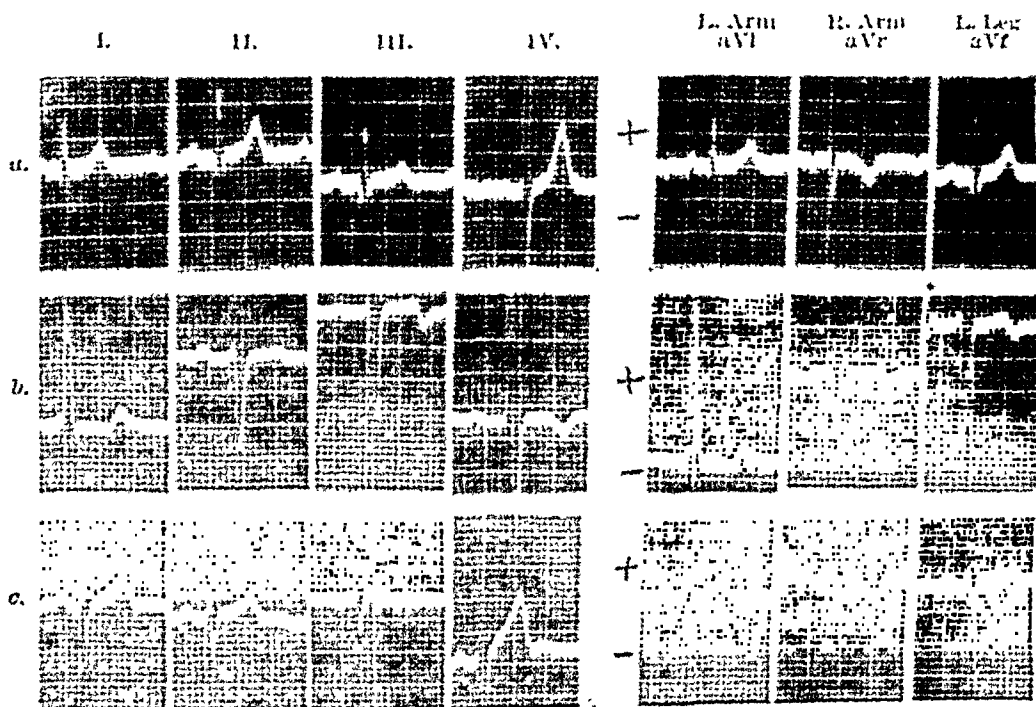 L. Arm R. Arm L. Leg
I. II. III. IV. aVl aVr aVf
a. + −
b. + −
c. + −